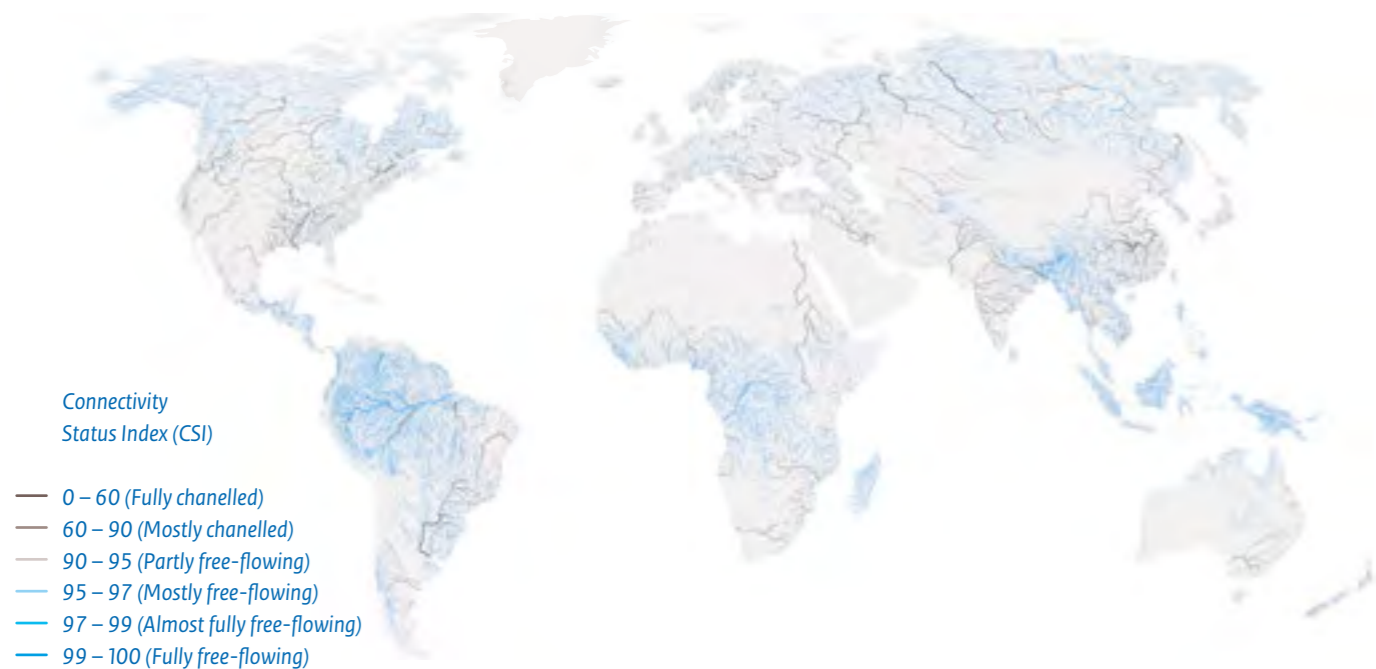 Connectivity
Status Index (CSI)
0 – 60 (Fully chanelled)
60 – 90 (Mostly chanelled)
90 – 95 (Partly free-flowing)
95 – 97 (Mostly free-flowing)
97 – 99 (Almost fully free-flowing)
99 – 100 (Fully free-flowing)